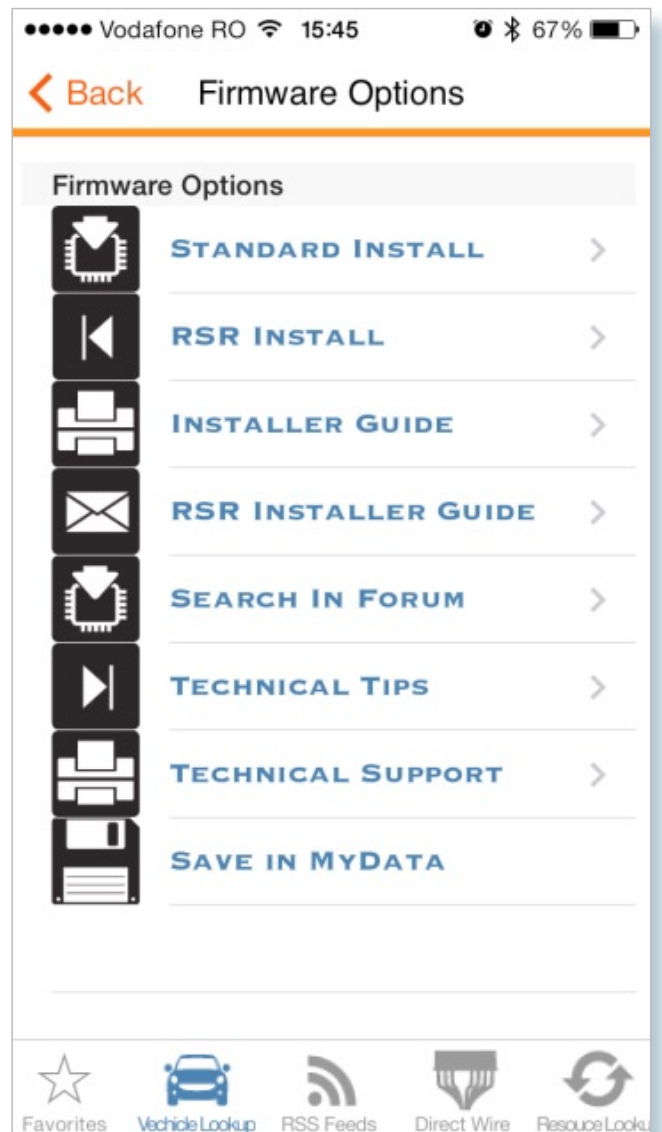 Vodafone RO 15:45 67%
Back Firmware Options
Firmware Options
STANDARD INSTALL
RSR INSTALL
INSTALLER GUIDE
RSR INSTALLER GUIDE
SEARCH IN FORUM
TECHNICAL TIPS
TECHNICAL SUPPORT
SAVE IN MYDATA
Favorites Vechicle Lookup RSS Feeds Direct Wire Resouce Looku